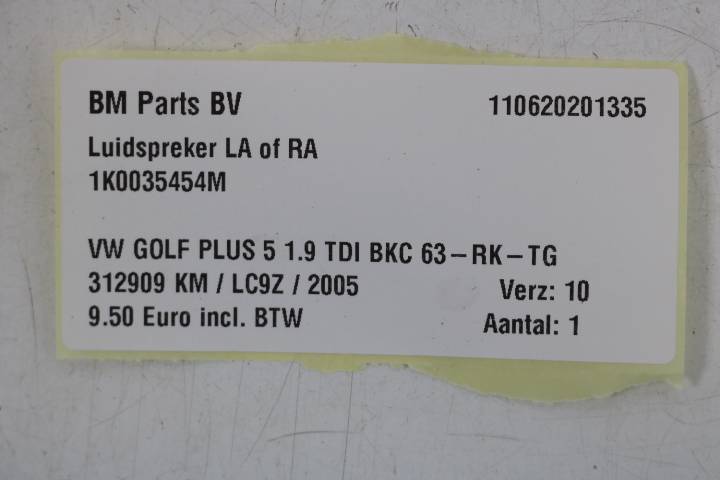 BM Parts BV 110620201335
Luidspreker LA of RA
1K0035454M
VW GOLF PLUS 5 1.9 TDI BKC 63-RK-TG
312909 KM / LC9Z / 2005 Verz: 10
9.50 Euro incl. BTW Aantal: 1